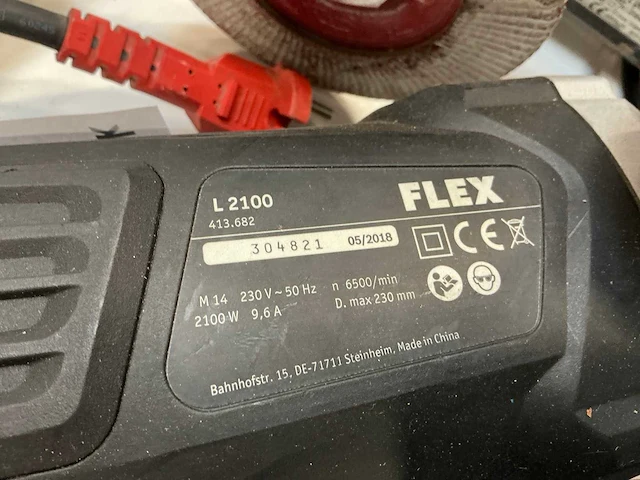 L 2100
FLEX
413.682
304821 05/2018
CE
M 14 230 V ~ 50 Hz n 6500/min
2100 W 9,6 A D. max 230 mm
Bahnhofstr. 15, DE-71711 Steinheim, Made in China